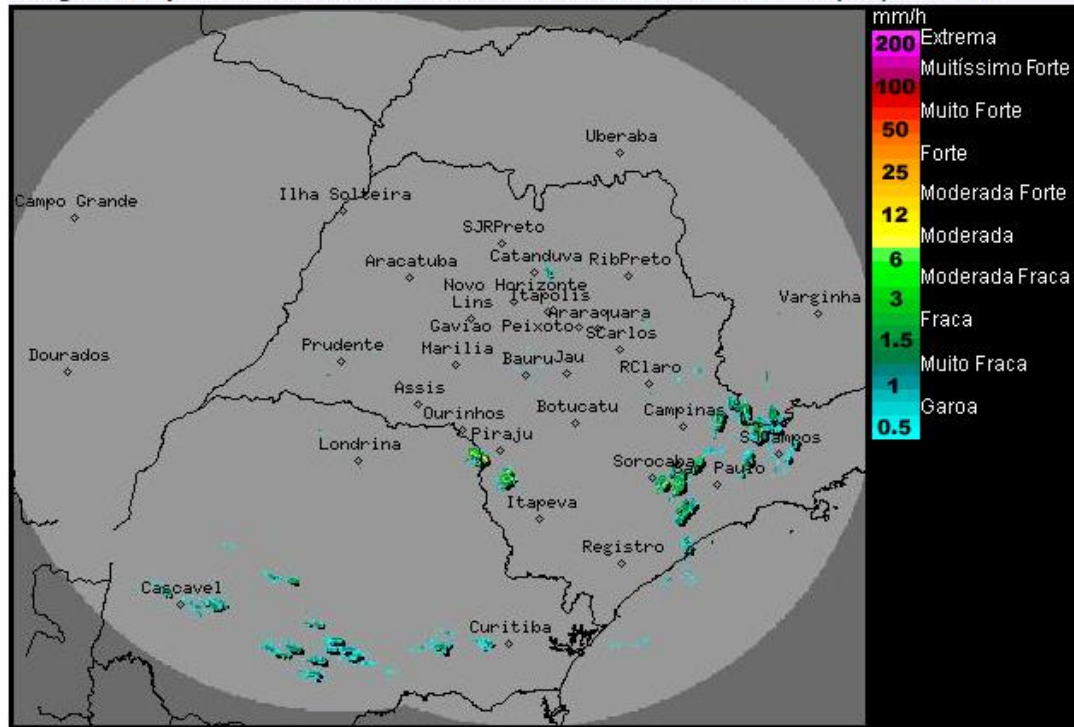 mm/h
200 Extrema
Muitíssimo Forte
100
Muito Forte
50
Forte
25
Moderada Forte
12
Moderada
6
Moderada Fraca
3
Fraca
1.5
Muito Fraca
1
Garoa
0.5
Uberaba
Ilha Solteira
Campo Grande
SJRPreto
Catanduva
Aracatuba
RibPreto
Novo Horizonte
Itapolis
Lins
Araraquara
Varginha
Gaviao Peixoto
SCarlos
Prudente
Marilia
Dourados
Bauru
Jau
RClaro
Assis
Ourinhos
Botucatu
Campinas
Piraju
Londrina
Sorocaba
Paulo
Itapeva
Registro
Cascavel
Curitiba